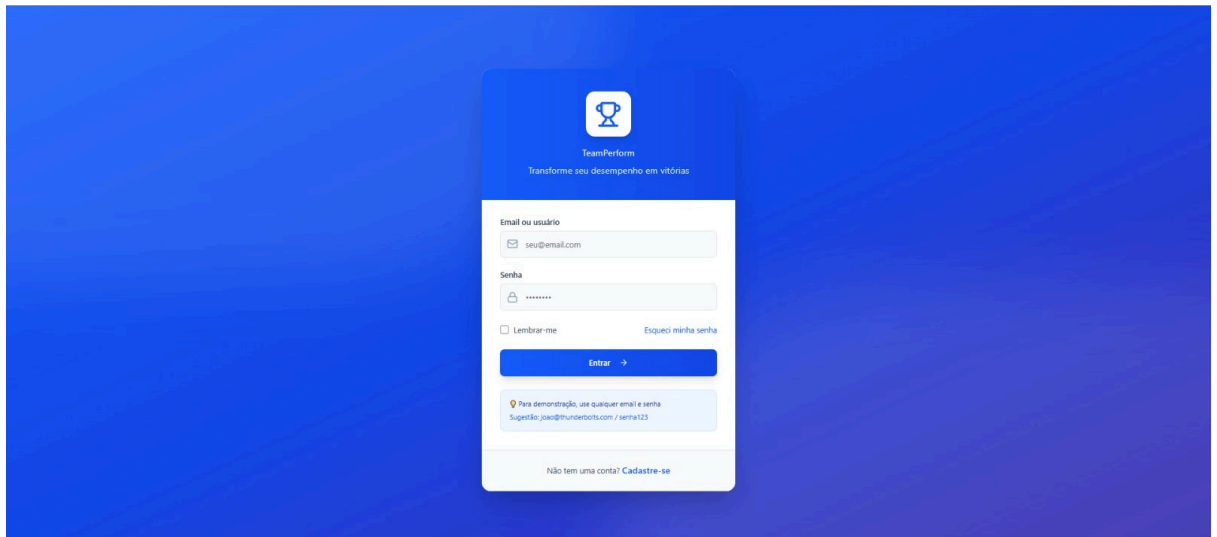 TeamPerform
Transforme seu desempenho em vitórias
Email ou usuário
seu@email.com
Senha
••••••••
Lembrar-me
Esqueci minha senha
Entrar →
Para demonstração, use qualquer email e senha
Sugestão: joao@thunderbolts.com / senha123
Não tem uma conta? Cadastre-se